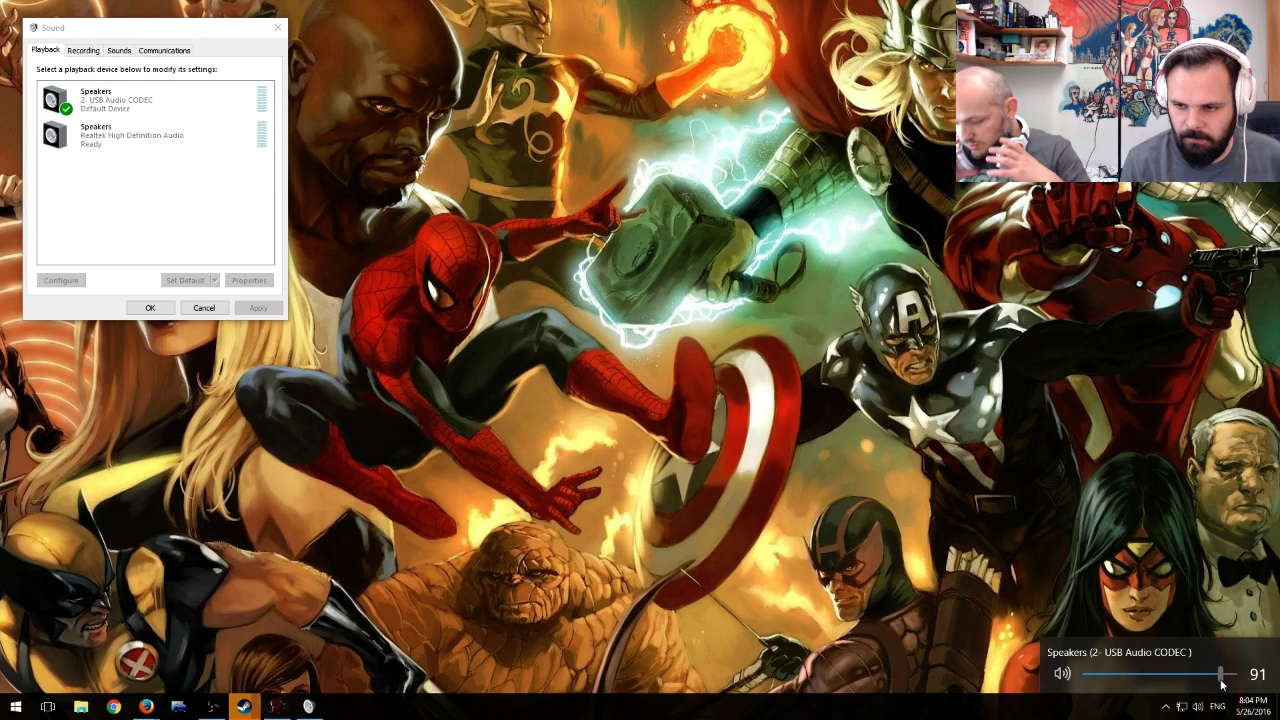 Sound
Playback Recording Sounds Communications
Select a playback device below to modify its settings:
Speakers
2- USB Audio CODEC
Default Device
Speakers
Realtek High Definition Audio
Ready
Configure Set Default Properties
OK Cancel Apply
A
Speakers (2- USB Audio CODEC )
91
ENG
8:04 PM
5/26/2016